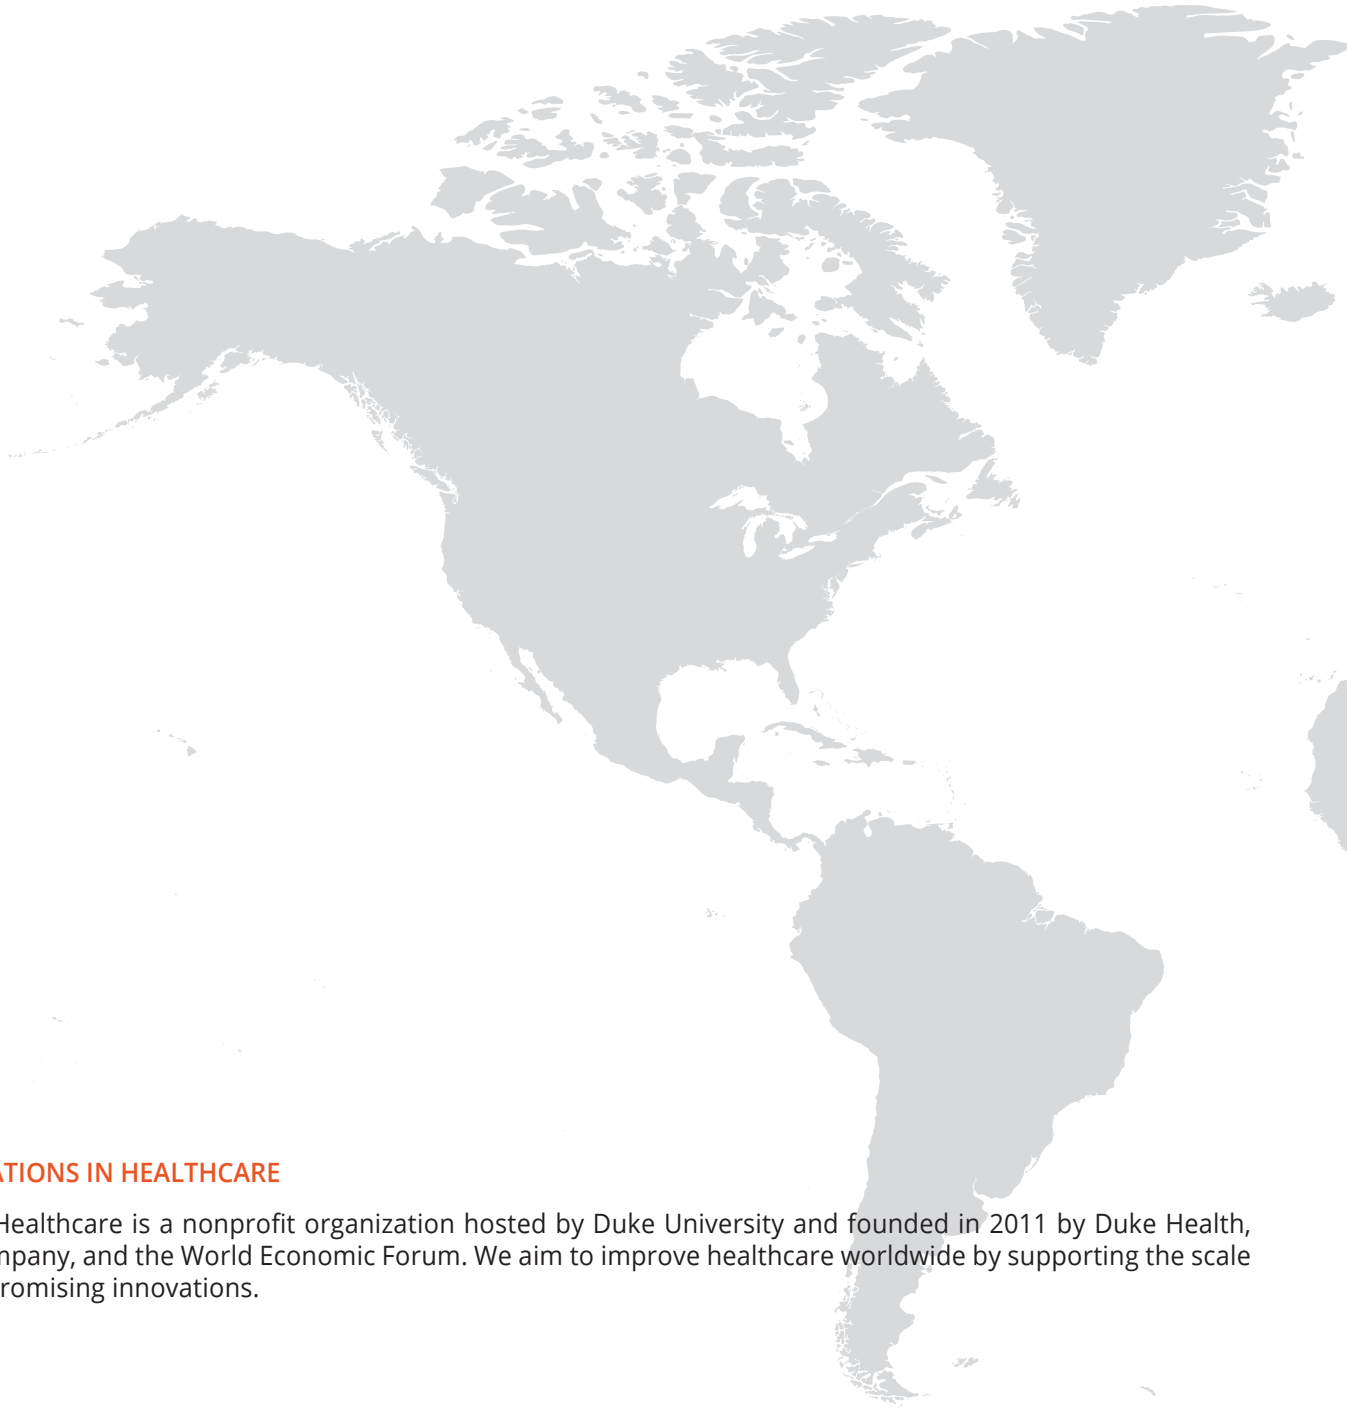 ATIONS IN HEALTHCARE
Healthcare is a nonprofit organization hosted by Duke University and founded in 2011 by Duke Health,
mpany, and the World Economic Forum. We aim to improve healthcare worldwide by supporting the scale
romising innovations.